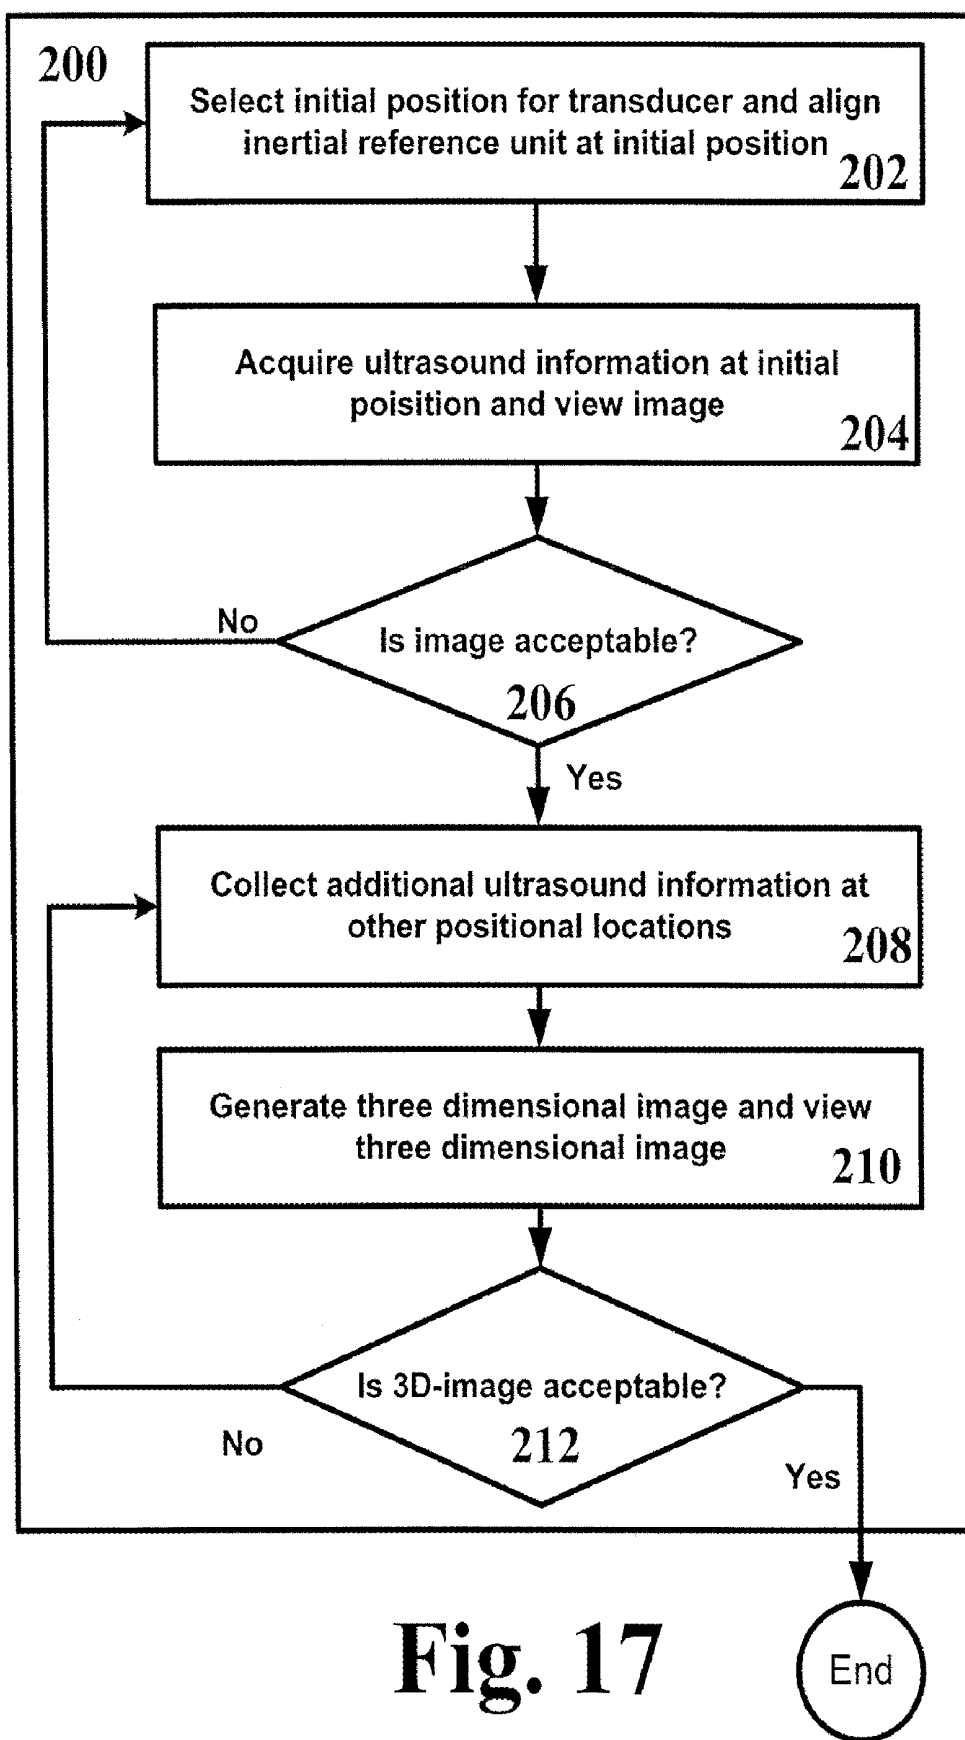 200
Select initial position for transducer and align
inertial reference unit at initial position
202
Acquire ultrasound information at initial
poisition and view image
204
No
Is image acceptable?
206
Yes
Collect additional ultrasound information at
other positional locations
208
Generate three dimensional image and view
three dimensional image
210
Is 3D-image acceptable?
212
No
Yes
Fig. 17
End